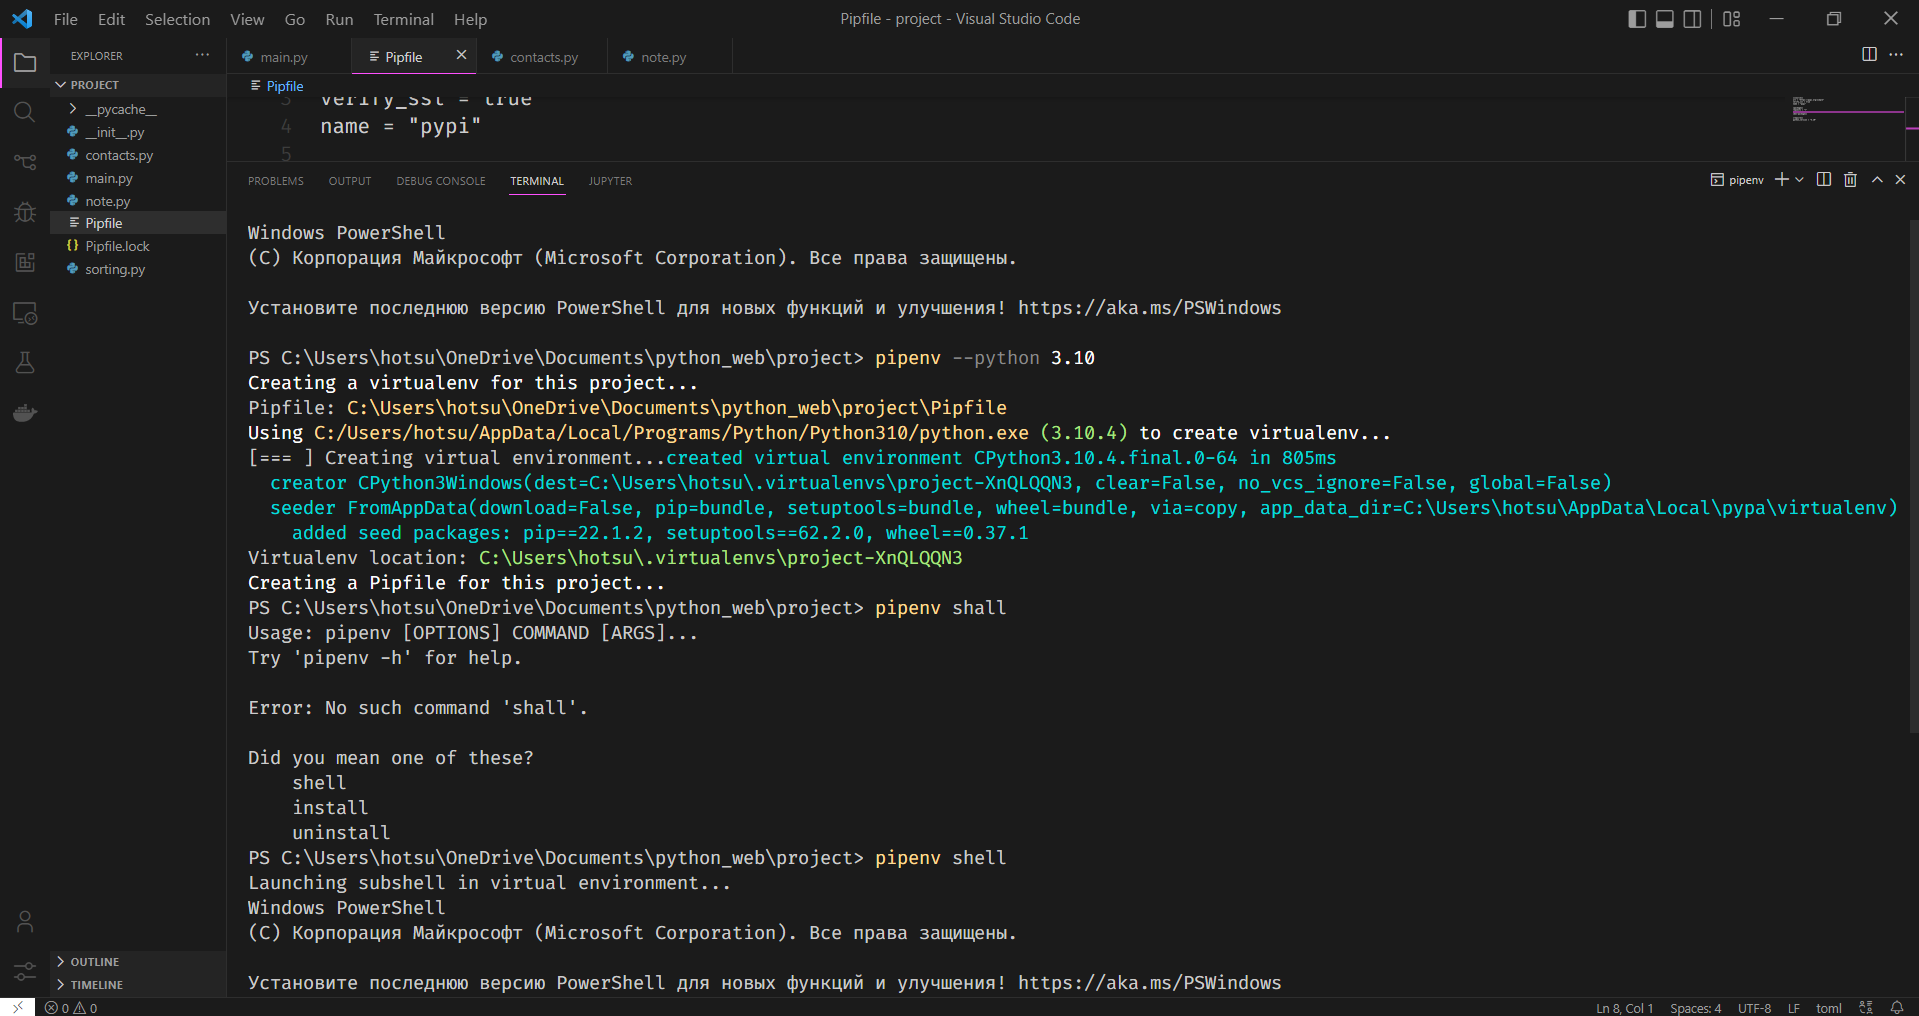 File Edit Selection View Go Run Terminal Help
Pipfile - project - Visual Studio Code
EXPLORER
main.py
Pipfile
contacts.py
note.py
PROJECT
__pycache__
__init__.py
contacts.py
main.py
note.py
Pipfile
Pipfile.lock
sorting.py
Pipfile
3 verify_ssl = true
4 name = "pypi"
5
PROBLEMS OUTPUT DEBUG CONSOLE TERMINAL JUPYTER
pipenv
Windows PowerShell
(C) Корпорация Майкрософт (Microsoft Corporation). Все права защищены.
Установите последнюю версию PowerShell для новых функций и улучшения! https://aka.ms/PSWindows
PS C:\Users\hotsu\OneDrive\Documents\python_web\project> pipenv --python 3.10
Creating a virtualenv for this project...
Pipfile: C:\Users\hotsu\OneDrive\Documents\python_web\project\Pipfile
Using C:/Users/hotsu/AppData/Local/Programs/Python/Python310/python.exe (3.10.4) to create virtualenv...
[=== ] Creating virtual environment...created virtual environment CPython3.10.4.final.0-64 in 805ms
creator CPython3Windows(dest=C:\Users\hotsu\.virtualenvs\project-XnQLQQN3, clear=False, no_vcs_ignore=False, global=False)
seeder FromAppData(download=False, pip=bundle, setuptools=bundle, wheel=bundle, via=copy, app_data_dir=C:\Users\hotsu\AppData\Local\pypa\virtualenv)
added seed packages: pip==22.1.2, setuptools==62.2.0, wheel==0.37.1
Virtualenv location: C:\Users\hotsu\.virtualenvs\project-XnQLQQN3
Creating a Pipfile for this project...
PS C:\Users\hotsu\OneDrive\Documents\python_web\project> pipenv shall
Usage: pipenv [OPTIONS] COMMAND [ARGS]...
Try 'pipenv -h' for help.
Error: No such command 'shall'.
Did you mean one of these?
shell
install
uninstall
PS C:\Users\hotsu\OneDrive\Documents\python_web\project> pipenv shell
Launching subshell in virtual environment...
Windows PowerShell
(C) Корпорация Майкрософт (Microsoft Corporation). Все права защищены.
Установите последнюю версию PowerShell для новых функций и улучшения! https://aka.ms/PSWindows
OUTLINE
TIMELINE
0 0
Ln 8, Col 1 Spaces: 4 UTF-8 LF toml